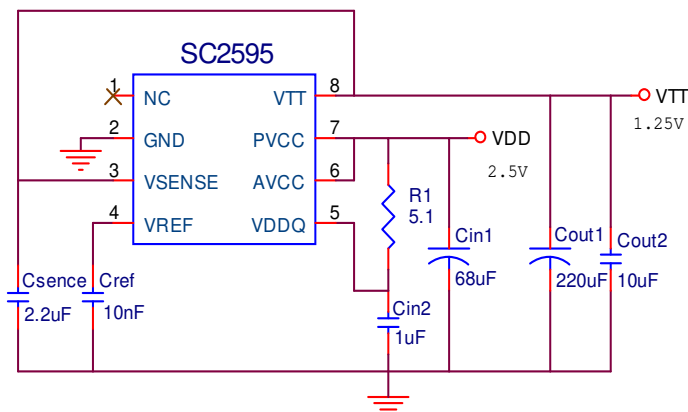 SC2595
1
NC
VTT
8
VTT
1.25V
2
GND
PVCC
7
VDD
2.5V
3
VSENSE
AVCC
6
R1
5.1
4
VREF
VDDQ
5
Cin1
68uF
Cout1
220uF
Cout2
10uF
Csence
2.2uF
Cref
10nF
Cin2
1uF